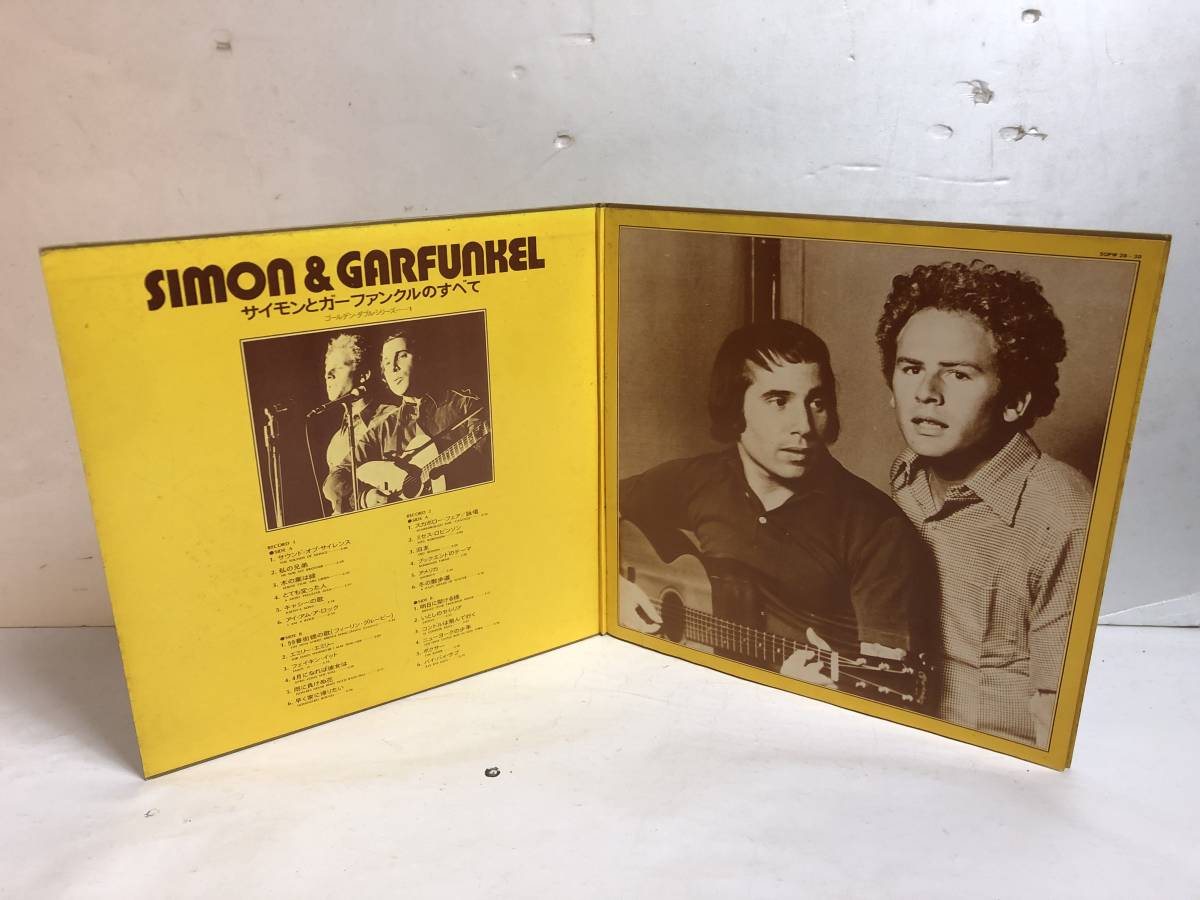 SIMON & GARFUNKEL
サイモンとガーファンクルのすべて
ゴールデン・ダブル・シリーズ——1
RECORD 1
●SIDE A
1. サウンド・オブ・サイレンス
2. 私の兄弟
3. 木の葉は緑
4. とても変った人
5. キャシーの歌
6. アイ・アム・ア・ロック
●SIDE B
1. 59番街橋の歌(フィーリン・グルービー)
2. エミリー・エミリー
3. フェイキン・イット
4. 4月になれば彼女は
5. 雨に負けぬ花
6. 早く家に帰りたい
RECORD 2
●SIDE A
1. スカボロー・フェア/詠唱
2. ミセス・ロビンソン
3. 旧友
4. ブックエンドのテーマ
5. アメリカ
6. 冬の散歩道
●SIDE B
1. 明日に架ける橋
2. いとしのセシリア
3. コンドルは飛んで行く
4. ニューヨークの少年
5. ボクサー
6. バイ・バイ・ラブ
SOPW 29-30